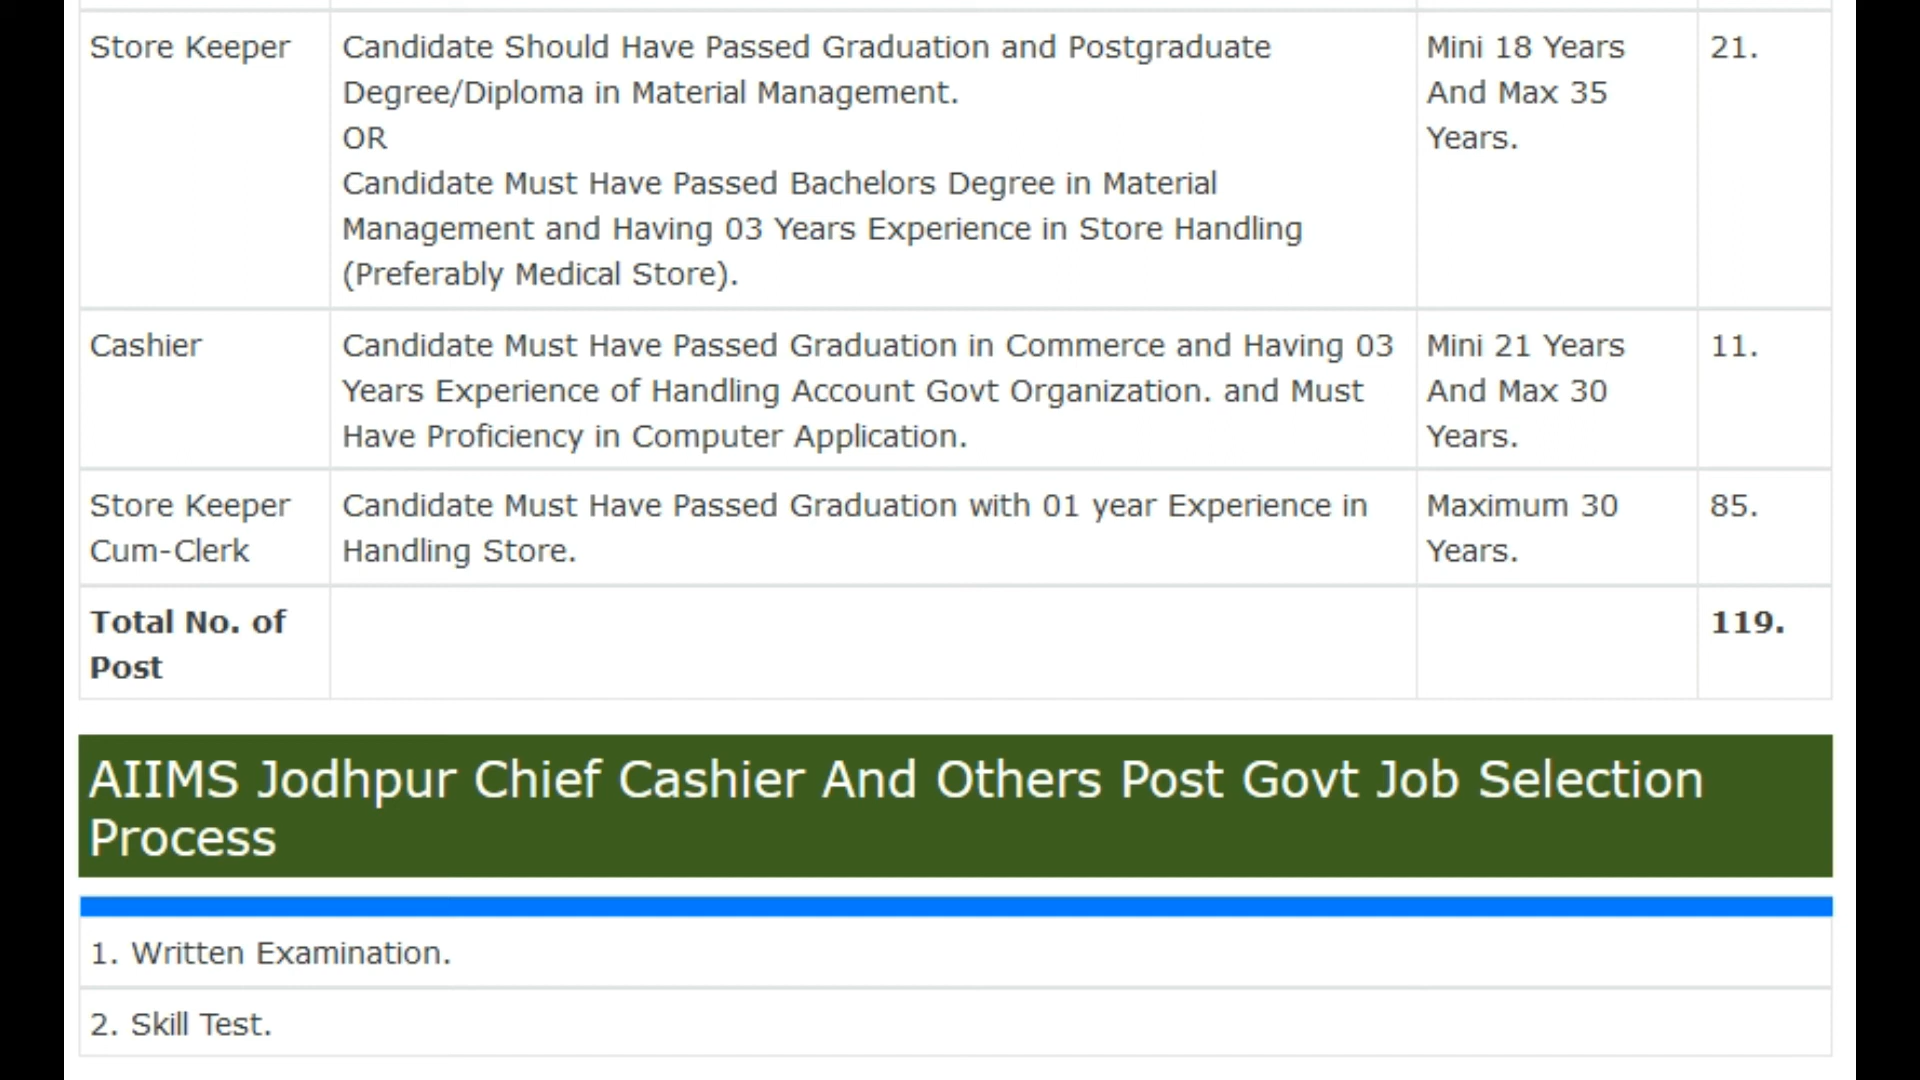 Store Keeper
Candidate Should Have Passed Graduation and Postgraduate
Degree/Diploma in Material Management.
OR
Candidate Must Have Passed Bachelors Degree in Material
Management and Having 03 Years Experience in Store Handling
(Preferably Medical Store).
Mini 18 Years
And Max 35
Years.
21.
Cashier
Candidate Must Have Passed Graduation in Commerce and Having 03
Years Experience of Handling Account Govt Organization. and Must
Have Proficiency in Computer Application.
Mini 21 Years
And Max 30
Years.
11.
Store Keeper
Cum-Clerk
Candidate Must Have Passed Graduation with 01 year Experience in
Handling Store.
Maximum 30
Years.
85.
Total No. of
Post
119.
AIIMS Jodhpur Chief Cashier And Others Post Govt Job Selection
Process
1. Written Examination.
2. Skill Test.